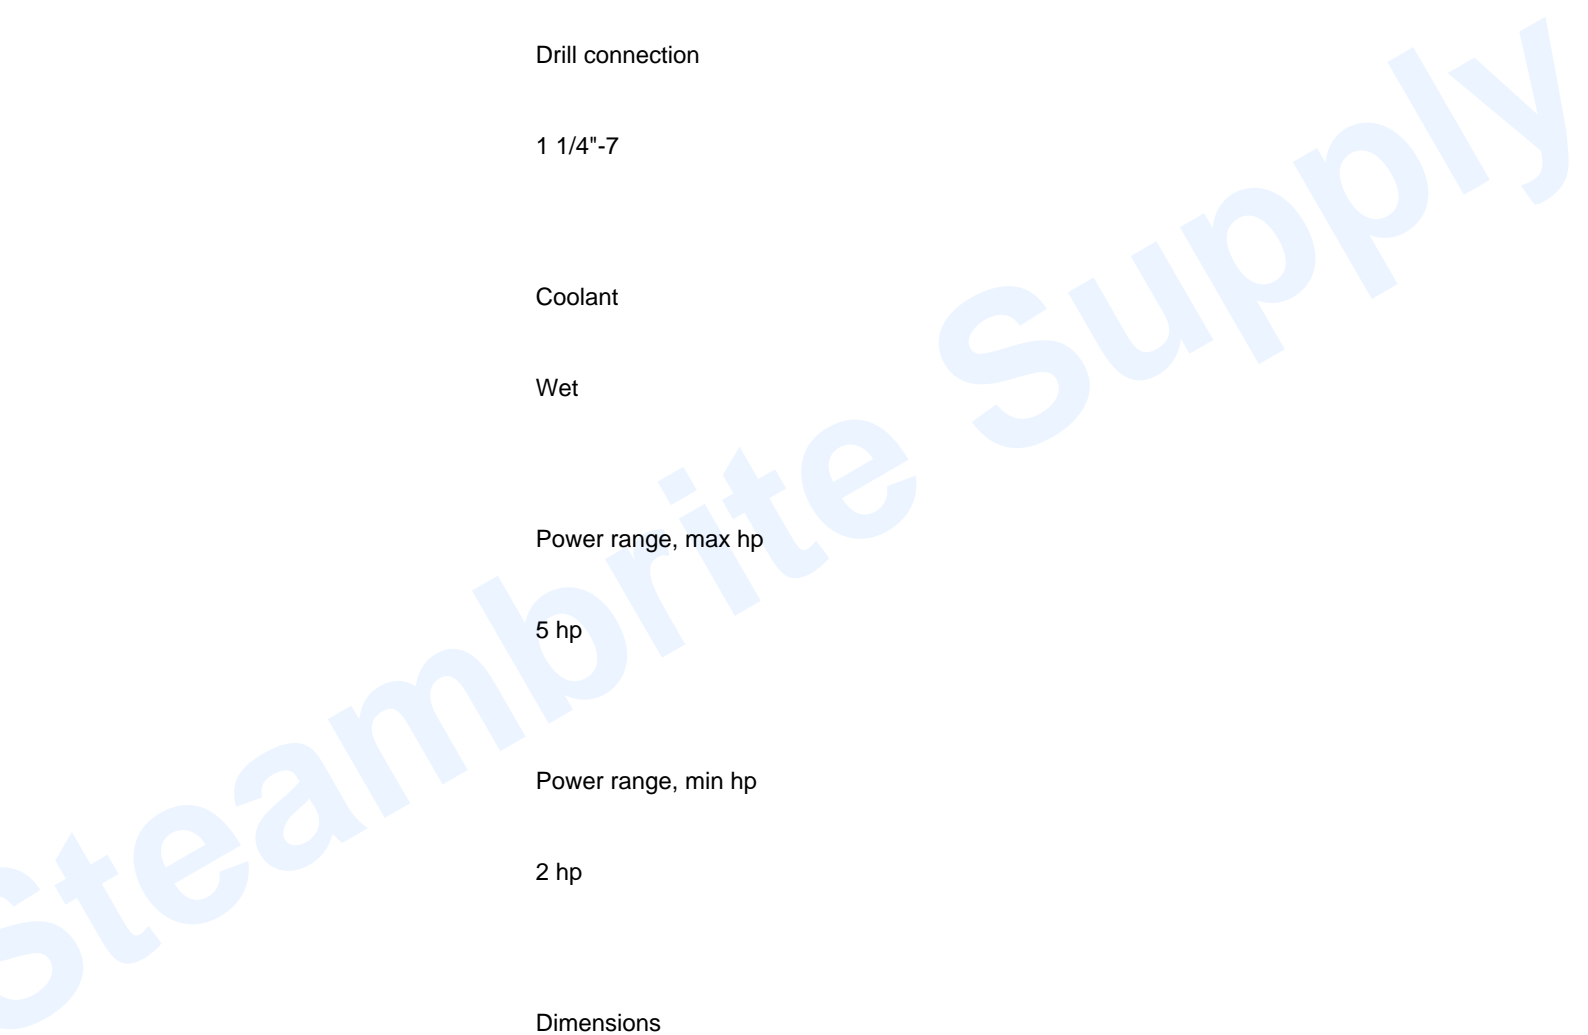 Drill connection
1 1/4"-7
Coolant
Wet
Power range, max hp
5 hp
Power range, min hp
2 hp
Dimensions
Steambrite Supply